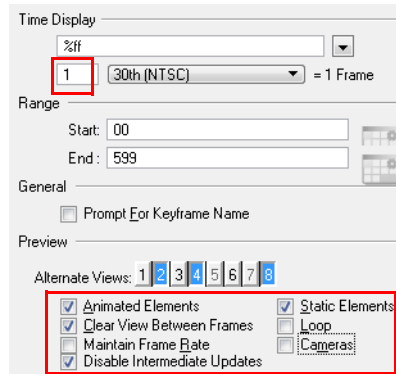 Time Display
%ff
1 30th (NTSC) = 1 Frame
Range
Start: 00
End : 599
General
Prompt For Keyframe Name
Preview
Alternate Views: 1 2 3 4 5 6 7 8
Animated Elements Static Elements
Clear View Between Frames Loop
Maintain Frame Rate Cameras
Disable Intermediate Updates